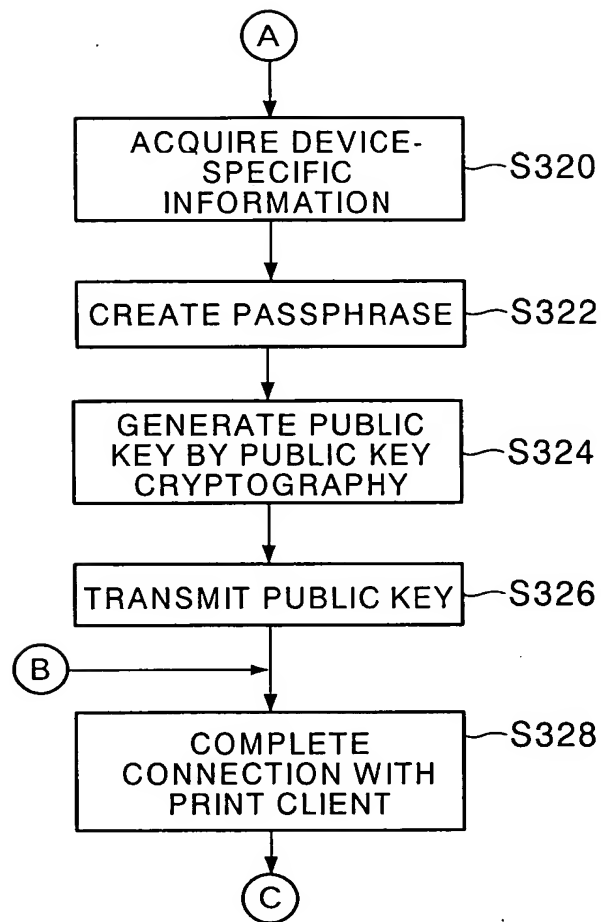 A
ACQUIRE DEVICE-
SPECIFIC
INFORMATION
S320
CREATE PASSPHRASE
S322
GENERATE PUBLIC
KEY BY PUBLIC KEY
CRYPTOGRAPHY
S324
TRANSMIT PUBLIC KEY
S326
B
COMPLETE
CONNECTION WITH
PRINT CLIENT
S328
C